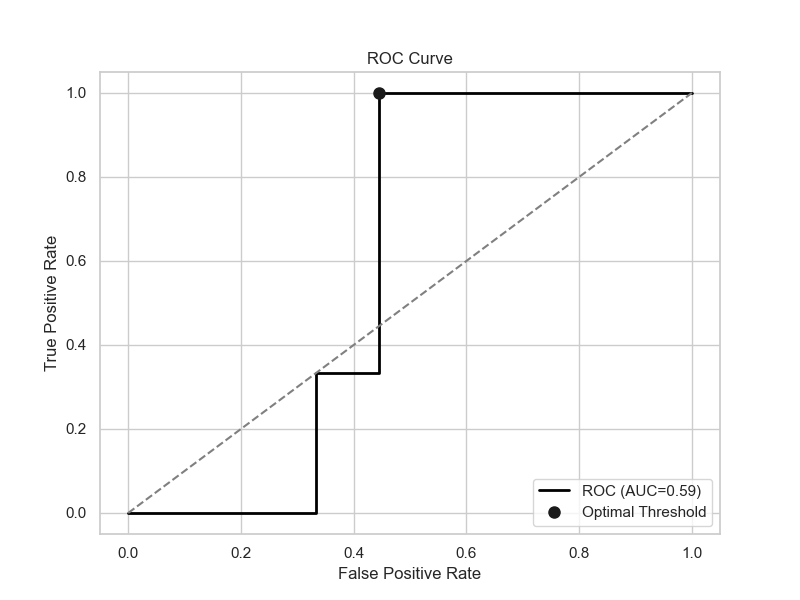 ROC Curve
1.0
0.8
0.6
0.4
0.2
0.0
True Positive Rate
0.0 0.2 0.4 0.6 0.8 1.0
False Positive Rate
ROC (AUC=0.59)
Optimal Threshold